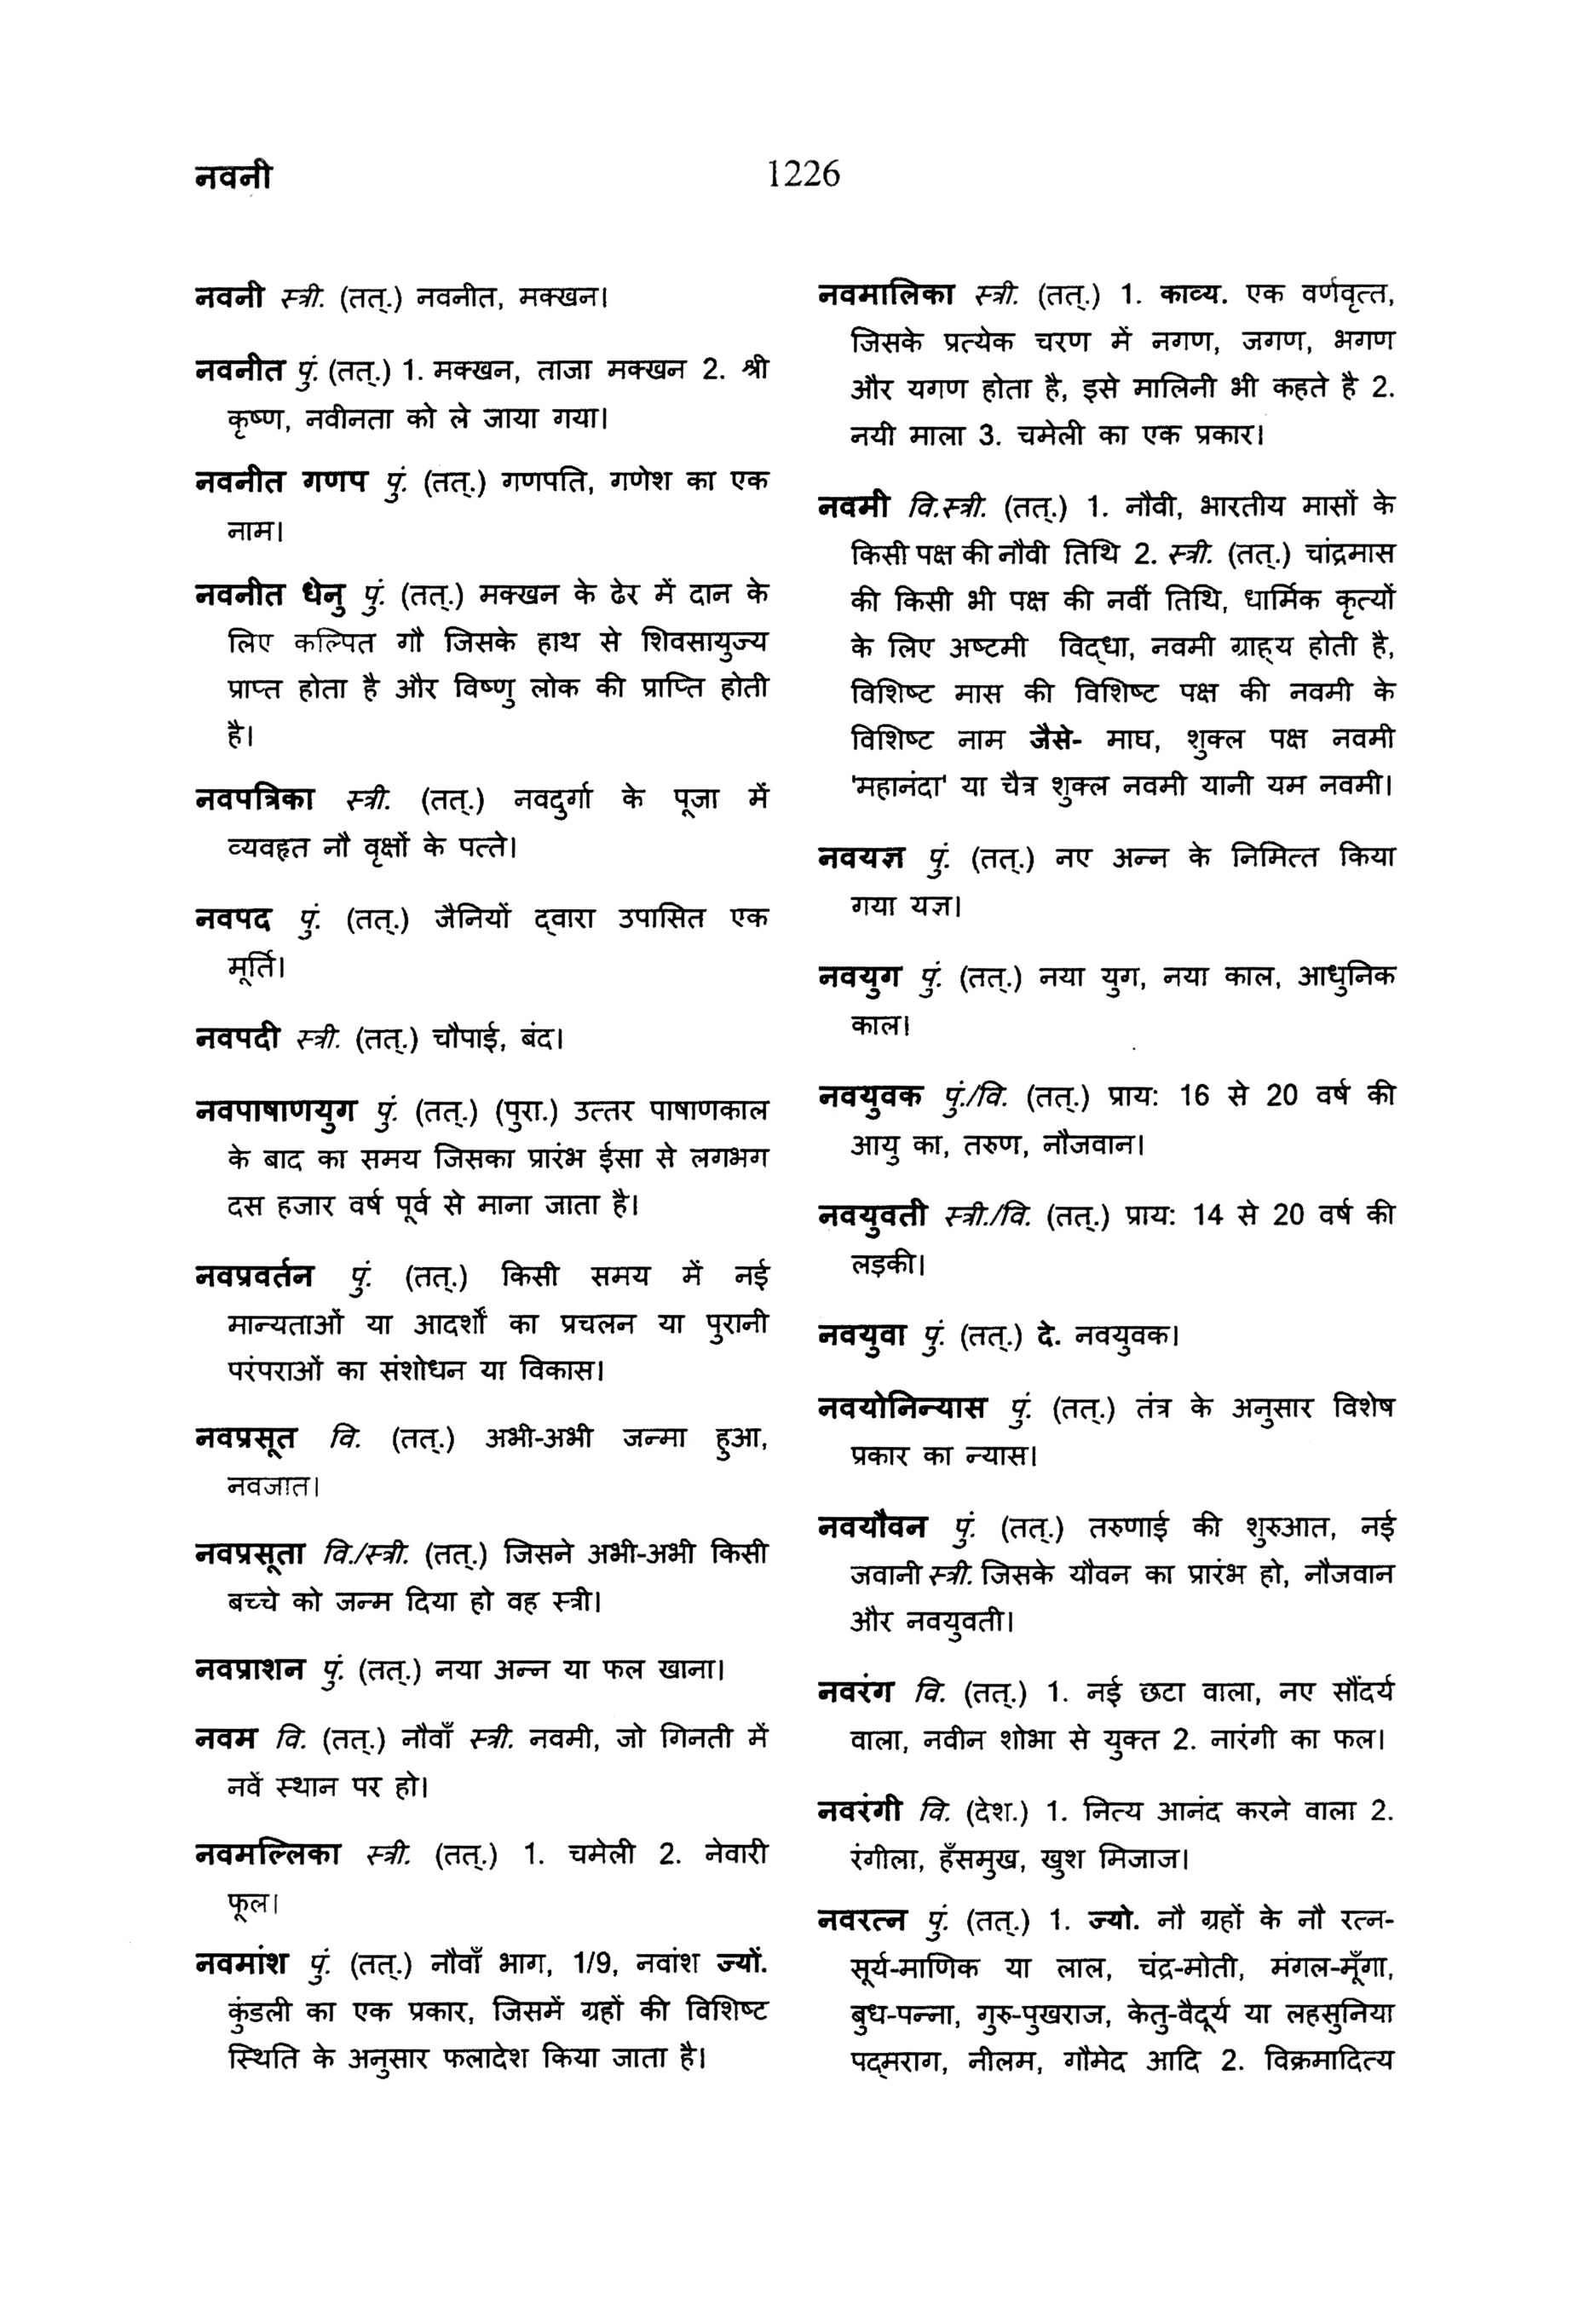 नवनी
1226
नवनी स्त्री. (तत्.) नवनीत, मक्खन।
नवनीत पुं. (तत्.) 1. मक्खन, ताजा मक्खन 2. श्री
कृष्ण, नवीनता को ले जाया गया।
नवनीत गणप पुं. (तत्.) गणपति, गणेश का एक
नाम।
नवनीत धेनु पुं. (तत्.) मक्खन के ढेर में दान के
लिए कल्पित गौ जिसके हाथ से शिवसायुज्य
प्राप्त होता है और विष्णु लोक की प्राप्ति होती
है।
नवपत्रिका स्त्री. (तत्.) नवदुर्गा के पूजा में
व्यवहृत नौ वृक्षों के पत्ते।
नवपद पुं. (तत्.) जैनियों द्वारा उपासित एक
मूर्ति।
नवपदी स्त्री. (तत्.) चौपाई, बंद।
नवपाषाणयुग पुं. (तत्.) (पुरा.) उत्तर पाषाणकाल
के बाद का समय जिसका प्रारंभ ईसा से लगभग
दस हजार वर्ष पूर्व से माना जाता है।
नवप्रवर्तन पुं. (तत्.) किसी समय में नई
मान्यताओं या आदर्शों का प्रचलन या पुरानी
परंपराओं का संशोधन या विकास।
नवप्रसूत वि. (तत्.) अभी-अभी जन्मा हुआ,
नवजात।
नवप्रसूता वि./स्त्री. (तत्.) जिसने अभी-अभी किसी
बच्चे को जन्म दिया हो वह स्त्री।
नवप्राशन पुं. (तत्.) नया अन्न या फल खाना।
नवम वि. (तत्.) नौवाँ स्त्री. नवमी, जो गिनती में
नवें स्थान पर हो।
नवमल्लिका स्त्री. (तत्.) 1. चमेली 2. नेवारी
फूल।
नवमांश पुं. (तत्.) नौवाँ भाग, 1/9, नवांश ज्यों.
कुंडली का एक प्रकार, जिसमें ग्रहों की विशिष्ट
स्थिति के अनुसार फलादेश किया जाता है।
नवमालिका स्त्री. (तत्.) 1. काव्य. एक वर्णवृत्त,
जिसके प्रत्येक चरण में नगण, जगण, भगण
और यगण होता है, इसे मालिनी भी कहते है 2.
नयी माला 3. चमेली का एक प्रकार।
नवमी वि.स्त्री. (तत्.) 1. नौवी, भारतीय मासों के
किसी पक्ष की नौवी तिथि 2. स्त्री. (तत्.) चांद्रमास
की किसी भी पक्ष की नवीं तिथि, धार्मिक कृत्यों
के लिए अष्टमी विद्धा, नवमी ग्राह्य होती है,
विशिष्ट मास की विशिष्ट पक्ष की नवमी के
विशिष्ट नाम जैसे- माघ, शुक्ल पक्ष नवमी
'महानंदा' या चैत्र शुक्ल नवमी यानी यम नवमी।
नवयज्ञ पुं. (तत्.) नए अन्न के निमित्त किया
गया यज्ञ।
नवयुग पुं. (तत्.) नया युग, नया काल, आधुनिक
काल।
नवयुवक पुं./वि. (तत्.) प्राय: 16 से 20 वर्ष की
आयु का, तरुण, नौजवान।
नवयुवती स्त्री./वि. (तत्.) प्राय: 14 से 20 वर्ष की
लड़की।
नवयुवा पुं. (तत्.) दे. नवयुवक।
नवयोनिन्यास पुं. (तत्.) तंत्र के अनुसार विशेष
प्रकार का न्यास।
नवयौवन पुं. (तत्.) तरुणाई की शुरुआत, नई
जवानी स्त्री. जिसके यौवन का प्रारंभ हो, नौजवान
और नवयुवती।
नवरंग वि. (तत्.) 1. नई छटा वाला, नए सौंदर्य
वाला, नवीन शोभा से युक्त 2. नारंगी का फल।
नवरंगी वि. (देश.) 1. नित्य आनंद करने वाला 2.
रंगीला, हँसमुख, खुश मिजाज।
नवरत्न पुं. (तत्.) 1. ज्यो. नौ ग्रहों के नौ रत्न-
सूर्य-माणिक या लाल, चंद्र-मोती, मंगल-मूँगा,
बुध-पन्ना, गुरु-पुखराज, केतु-वैदूर्य या लहसुनिया
पद्मराग, नीलम, गौमेद आदि 2. विक्रमादित्य